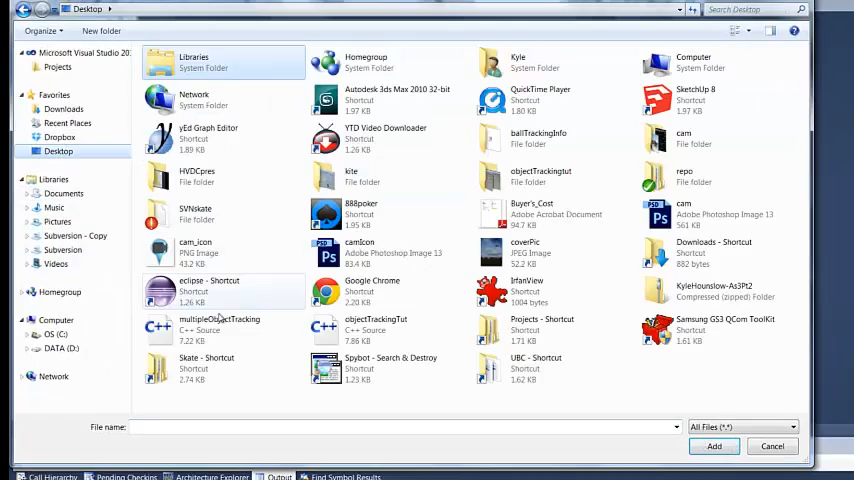 Desktop
Search Desktop
Organize
New folder
Microsoft Visual Studio 20
Projects
Favorites
Downloads
Recent Places
Dropbox
Desktop
Libraries
Documents
Music
Pictures
Subversion - Copy
Subversion
Videos
Homegroup
Computer
OS (C:)
DATA (D:)
Network
Libraries
System Folder
Homegroup
System Folder
Kyle
System Folder
Computer
System Folder
Network
System Folder
Autodesk 3ds Max 2010 32-bit
Shortcut
1.97 KB
QuickTime Player
Shortcut
1.80 KB
SketchUp 8
Shortcut
1.97 KB
yEd Graph Editor
Shortcut
1.89 KB
YTD Video Downloader
Shortcut
1.26 KB
ballTrackingInfo
File folder
cam
File folder
HVDCpres
File folder
kite
File folder
objectTrackingtut
File folder
repo
File folder
SVNskate
File folder
888poker
Shortcut
1.95 KB
Buyer's_Cost
Adobe Acrobat Document
94.7 KB
cam
Adobe Photoshop Image 13
561 KB
cam_icon
PNG Image
43.2 KB
camIcon
Adobe Photoshop Image 13
83.4 KB
coverPic
JPEG Image
52.2 KB
Downloads - Shortcut
Shortcut
882 bytes
eclipse - Shortcut
Shortcut
1.26 KB
Google Chrome
Shortcut
2.20 KB
IrfanView
Shortcut
1004 bytes
KyleHounslow-As3Pt2
Compressed (zipped) Folder
multipleObjectTracking
C++ Source
7.22 KB
objectTrackingTut
C++ Source
7.86 KB
Projects - Shortcut
Shortcut
1.71 KB
Samsung GS3 QCom ToolKit
Shortcut
1.61 KB
Skate - Shortcut
Shortcut
2.74 KB
Spybot - Search & Destroy
Shortcut
1.23 KB
UBC - Shortcut
Shortcut
1.62 KB
File name:
All Files (*.*)
Add
Cancel
Call Hierarchy
Pending Checkins
Architecture Explorer
Output
Find Symbol Results